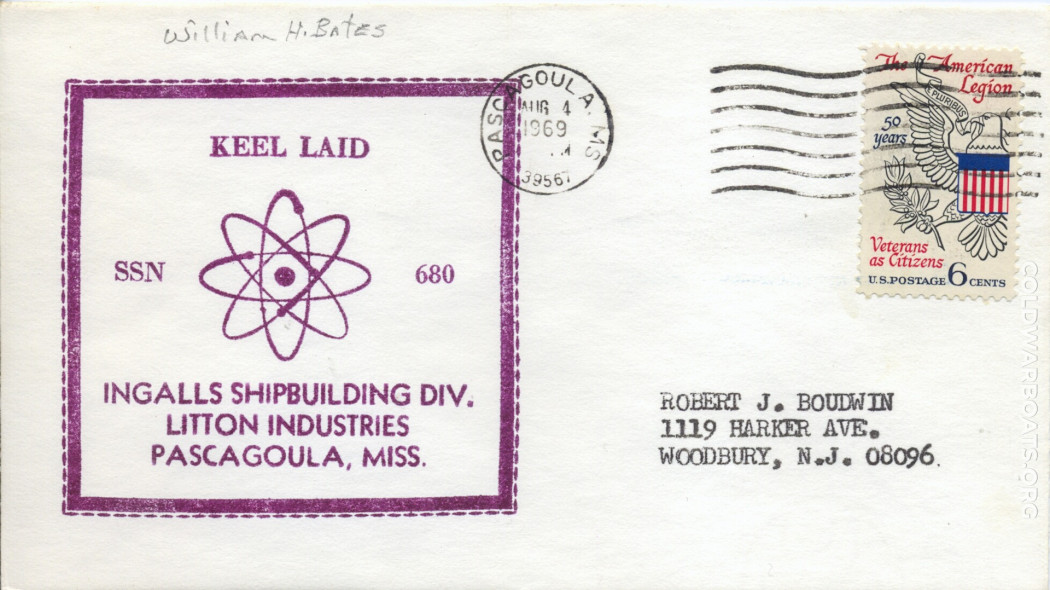 William H. Bates
KEEL LAID
SSN 680
INGALLS SHIPBUILDING DIV.
LITTON INDUSTRIES
PASCAGOULA, MISS.
PASCAGOULA, MS
AUG 4
1969
39567
The American
Legion
E PLURIBUS
50
years
Veterans
as Citizens
U.S. POSTAGE 6 CENTS
ROBERT J. BOUDWIN
1119 HARKER AVE.
WOODBURY, N.J. 08096.
COLDWARBOATS.ORG